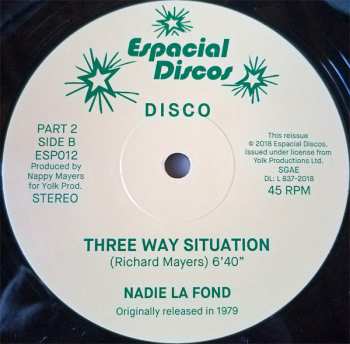 Espacial
Discos
DISCO
PART 2
SIDE B
ESP012
Produced by
Nappy Mayers
for Yolk Prod.
STEREO
This reissue
℗ 2018 Espacial Discos.
Issued under license from
Yolk Productions Ltd.
SGAE
DL: L 637-2018
45 RPM
THREE WAY SITUATION
(Richard Mayers) 6'40"
NADIE LA FOND
Originally released in 1979